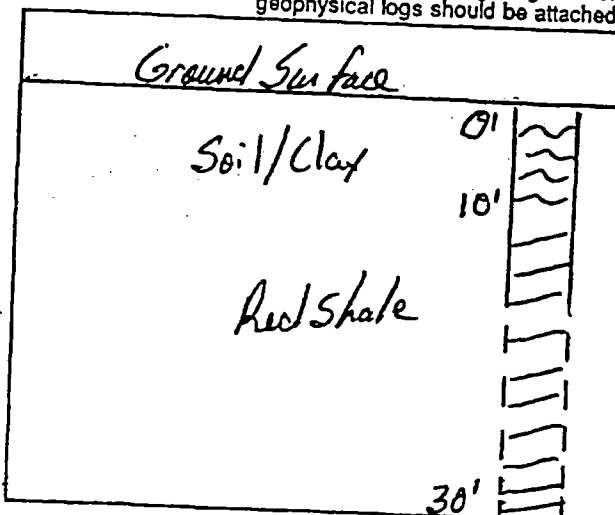 geophysical logs should be attached
Ground Surface
0'
Soil/Clay
10'
Red Shale
30'